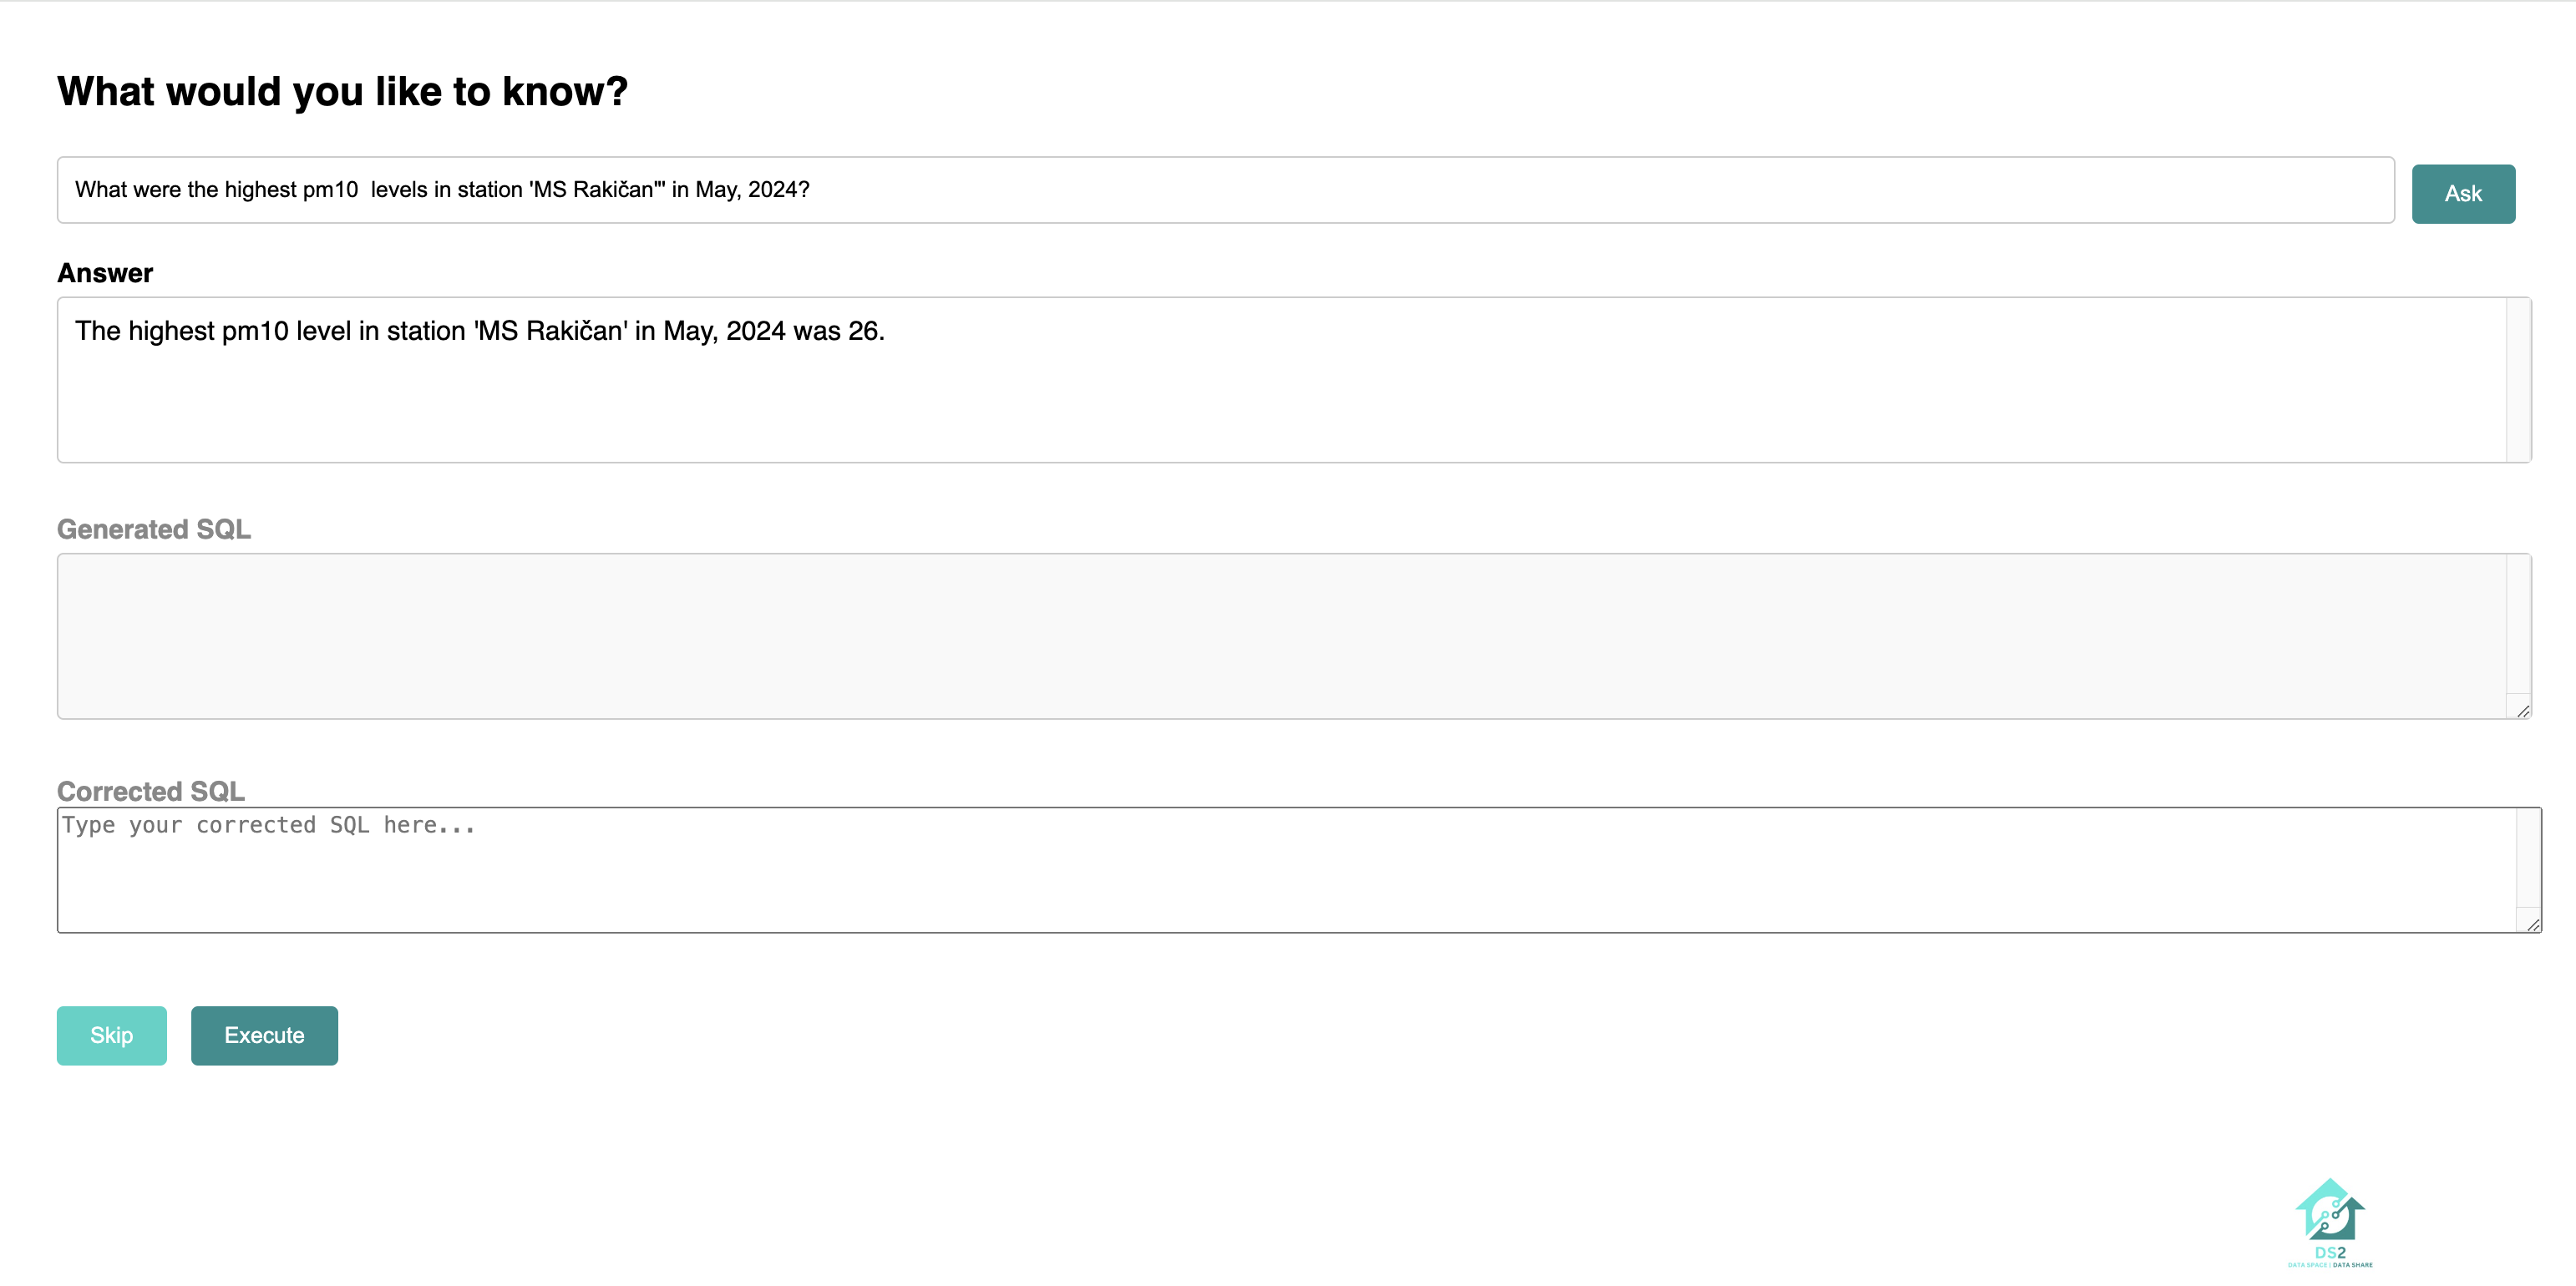 What would you like to know?
What were the highest pm10  levels in station 'MS Rakičan"' in May, 2024?
Ask
Answer
The highest pm10 level in station 'MS Rakičan' in May, 2024 was 26.
Generated SQL
Corrected SQL
Type your corrected SQL here...
Skip
Execute
DS2
DATA SPACE | DATA SHARE